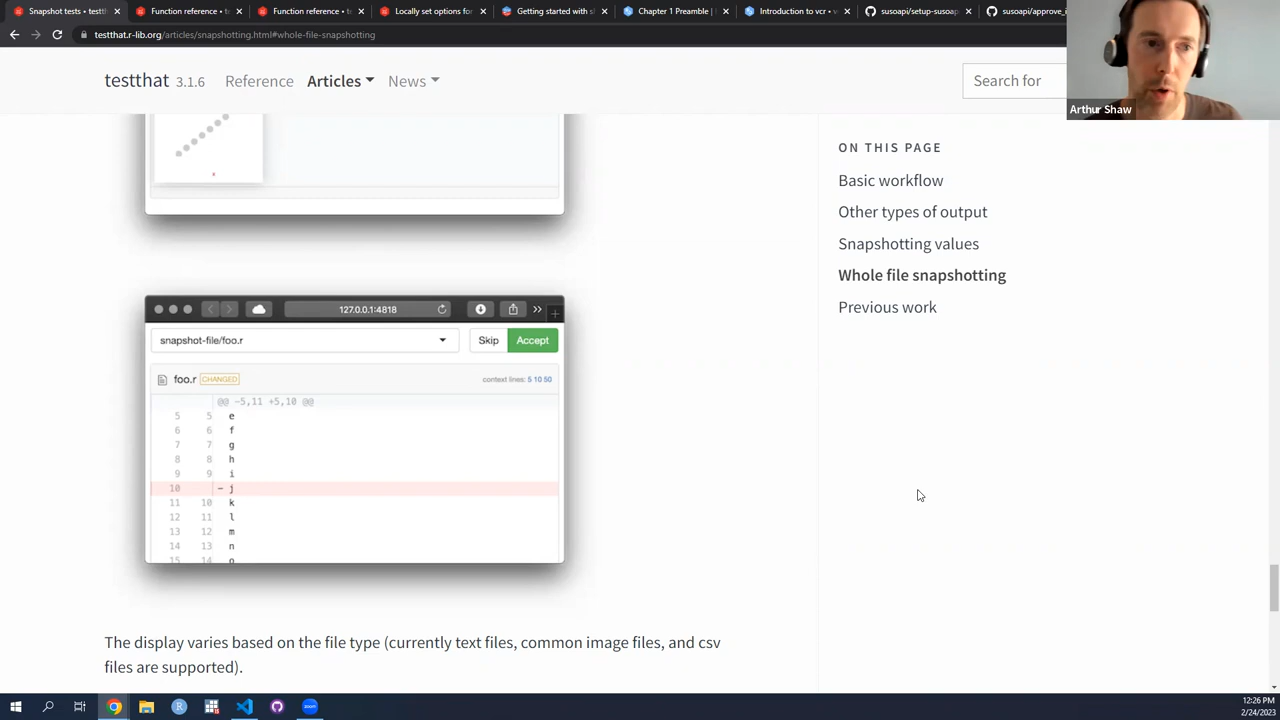 Snapshot tests • testth
Function reference • te
Function reference • te
Locally set options for
Getting started with sh
Chapter 1 Preamble |
Introduction to vcr • v
susoapi/setup-susoap
susoapi/approve_i
testthat.r-lib.org/articles/snapshotting.html#whole-file-snapshotting
testthat 3.1.6 Reference Articles News
Search for
Arthur Shaw
ON THIS PAGE
Basic workflow
Other types of output
Snapshotting values
Whole file snapshotting
Previous work
127.0.0.1:4818
snapshot-file/foo.r
Skip Accept
foo.r CHANGED context lines: 5 10 50
@@ -5,11 +5,10 @@
5 5 e
6 6 f
7 7 g
8 8 h
9 9 i
10 - j
11 10 k
12 11 l
13 12 m
14 13 n
15 14 o
The display varies based on the file type (currently text files, common image files, and csv
files are supported).
12:26 PM
2/24/2023